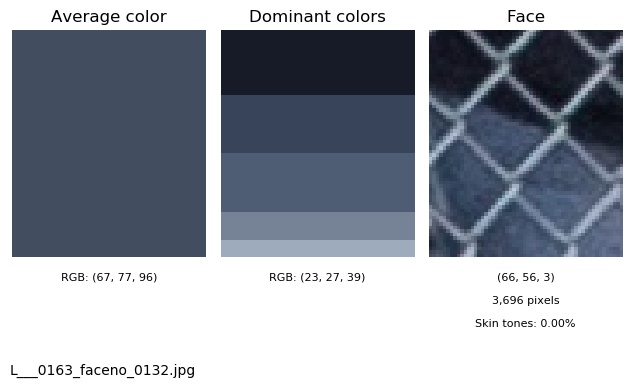 Average color
Dominant colors
Face
RGB: (67, 77, 96)
RGB: (23, 27, 39)
(66, 56, 3)
3,696 pixels
Skin tones: 0.00%
L___0163_faceno_0132.jpg